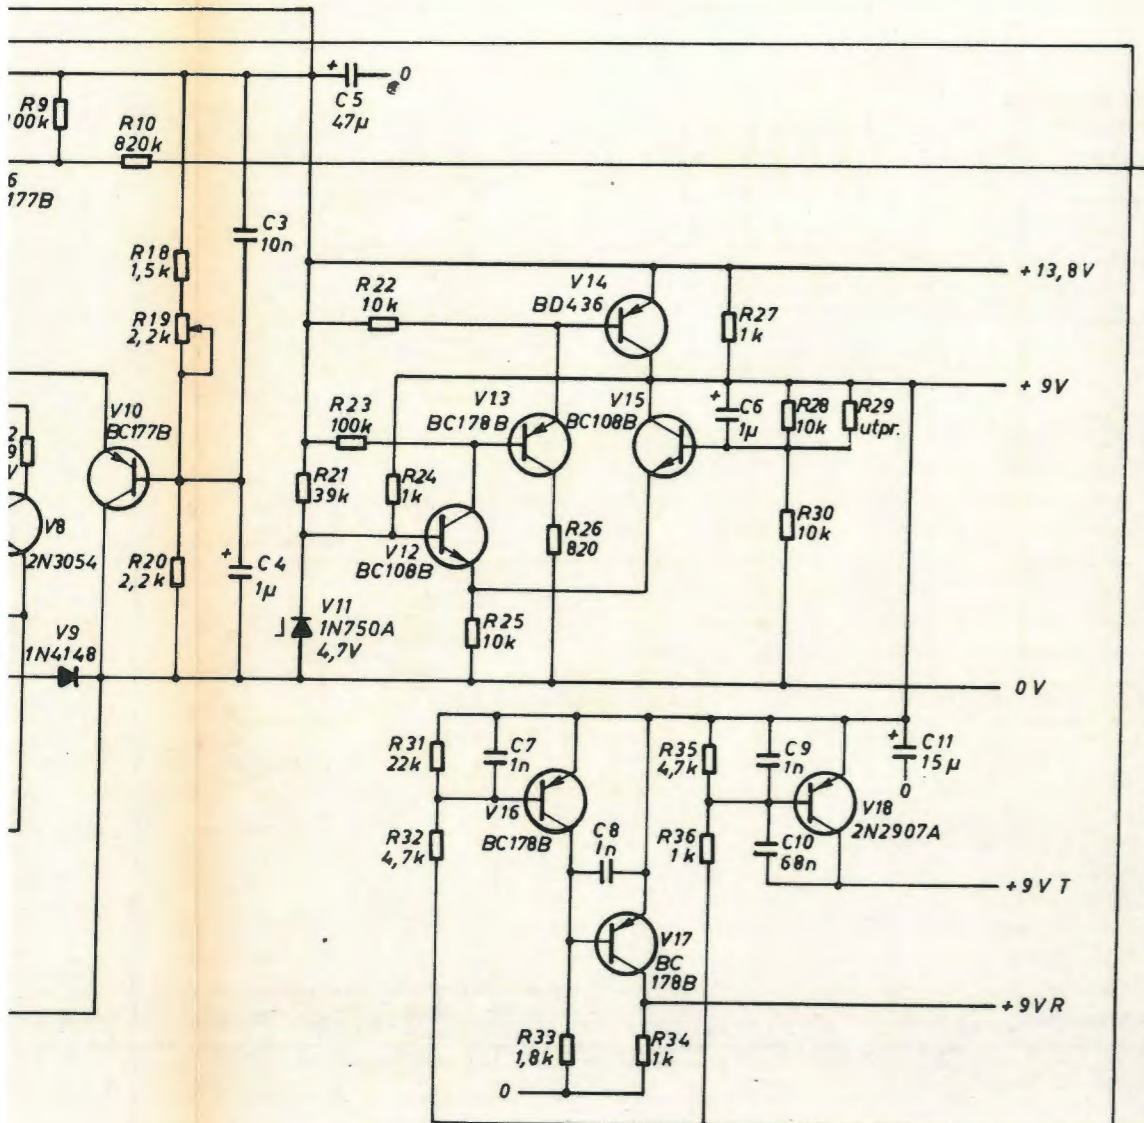 +
0
C5
47µ
R9
100k
R10
820k
6
177B
C3
10n
R18
1,5k
R19
2,2k
+13,8V
V14
BD436
R22
10k
R27
1k
+ 9V
V13
BC178B
V15
BC108B
+
C6
1µ
R28
10k
R29
utpr.
R23
100k
V10
BC177B
2
9
V
R21
39k
R24
1k
V8
2N3054
V12
BC108B
R26
820
R30
10k
R20
2,2k
+
C4
1µ
V11
1N750A
4,7V
R25
10k
V9
1N4148
0V
R31
22k
C7
1n
R35
4,7k
C9
1n
+
C11
15µ
0
V16
BC178B
V18
2N2907A
R32
4,7k
C8
1n
R36
1k
C10
68n
+9VT
V17
BC
178B
+9VR
R33
1,8k
R34
1k
0